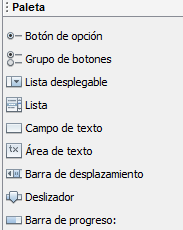 Paleta
Botón de opción
Grupo de botones
Lista desplegable
Lista
Campo de texto
Área de texto
Barra de desplazamiento
Deslizador
Barra de progreso: